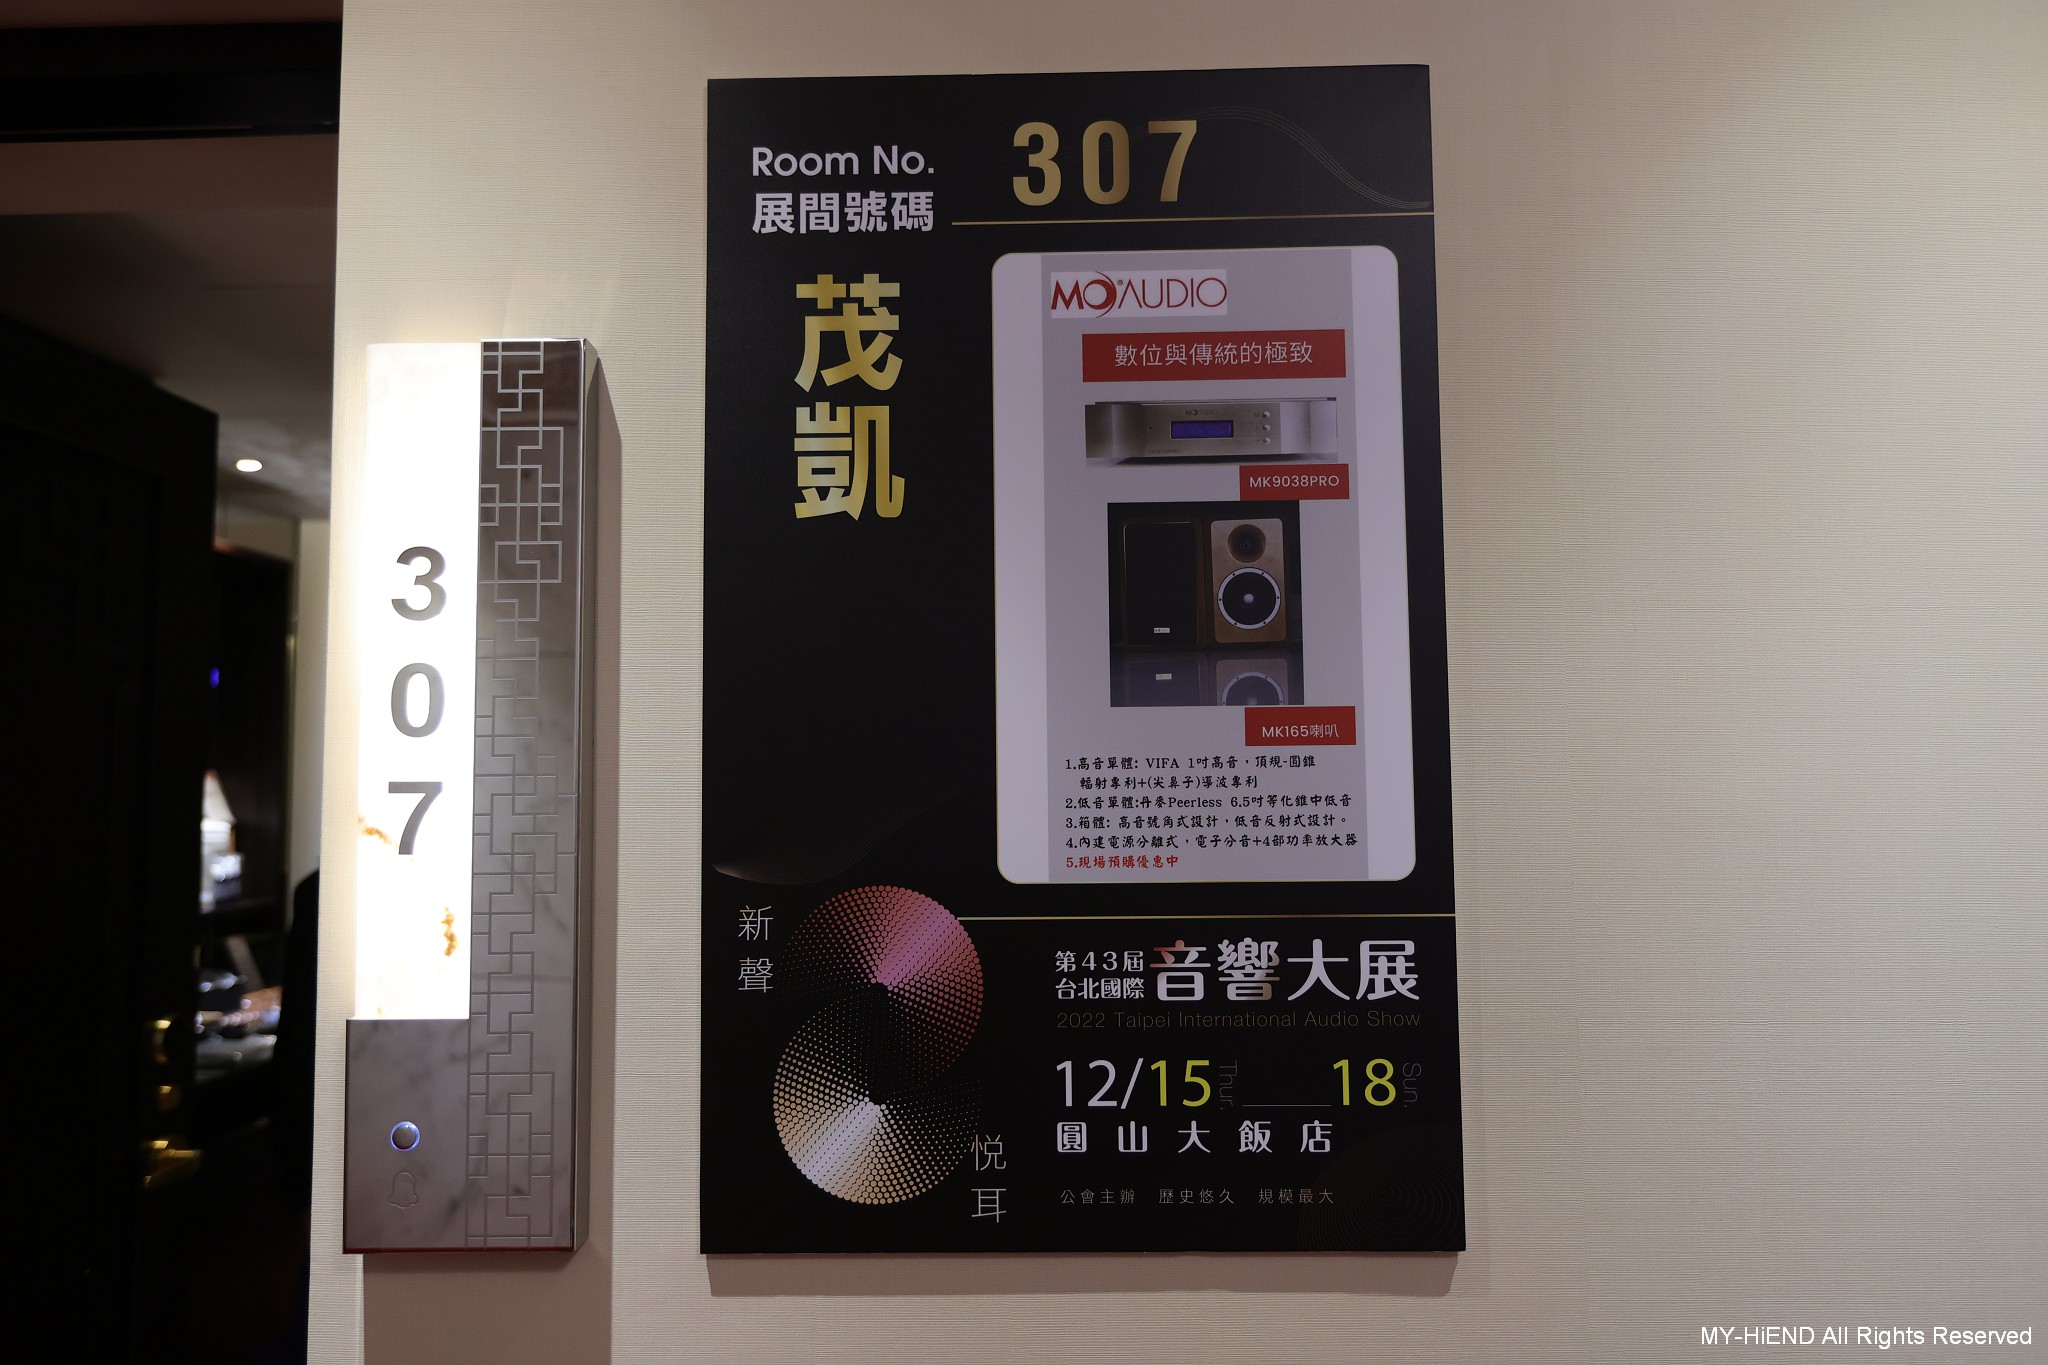 307
Room No.
展間號碼
307
茂凱
MOAUDIO
數位與傳統的極致
MOAUDIO
MK9038PRO
MK165喇叭
1.高音單體: VIFA 1吋高音，頂規-圓錐
輻射專利+(尖鼻子)導波專利
2.低音單體:丹麥Peerless 6.5吋等化錐中低音
3.箱體: 高音號角式設計，低音反射式設計。
4.內建電源分離式，電子分音+4部功率放大器
5.現場預購優惠中
新聲
悅耳
第43屆
台北國際
音響大展
2022 Taipei International Audio Show
12/15 Thur. 18 Sun.
圓山大飯店
公會主辦 歷史悠久 規模最大
MY-HiEND All Rights Reserved